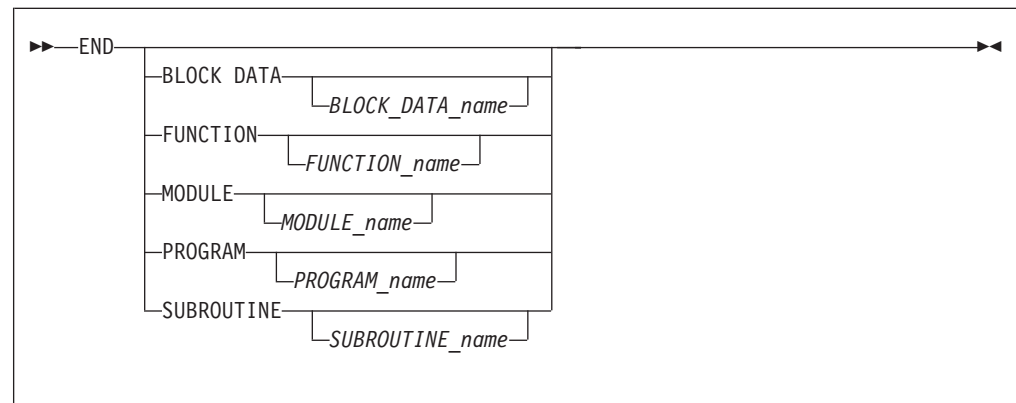 END
BLOCK DATA
BLOCK_DATA_name
FUNCTION
FUNCTION_name
MODULE
MODULE_name
PROGRAM
PROGRAM_name
SUBROUTINE
SUBROUTINE_name